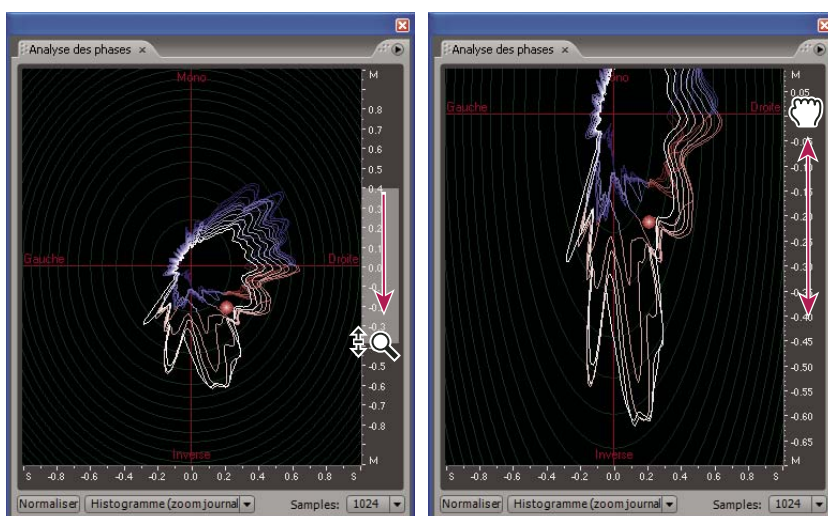 Analyse des phases ×
Mono
Gauche
Droite
Inverse
M
0.8
0.7
0.6
0.5
0.4
0.3
0.2
0.1
0.0
-0.3
-0.5
-0.6
-0.7
-0.8
M
S -0.8 -0.6 -0.4 -0.2 0.0 0.2 0.4 0.6 0.8 S
Normaliser Histogramme (zoom journal Samples: 1024
Analyse des phases ×
Gauche
Droite
Inverse
M
0.05
-0.05
-0.10
-0.15
-0.20
-0.25
-0.30
-0.35
-0.40
-0.45
-0.50
-0.55
-0.60
-0.65
M
S -0.8 -0.6 -0.4 -0.2 0.0 0.2 0.4 0.6 0.8 S
Normaliser Histogramme (zoom journal Samples: 1024